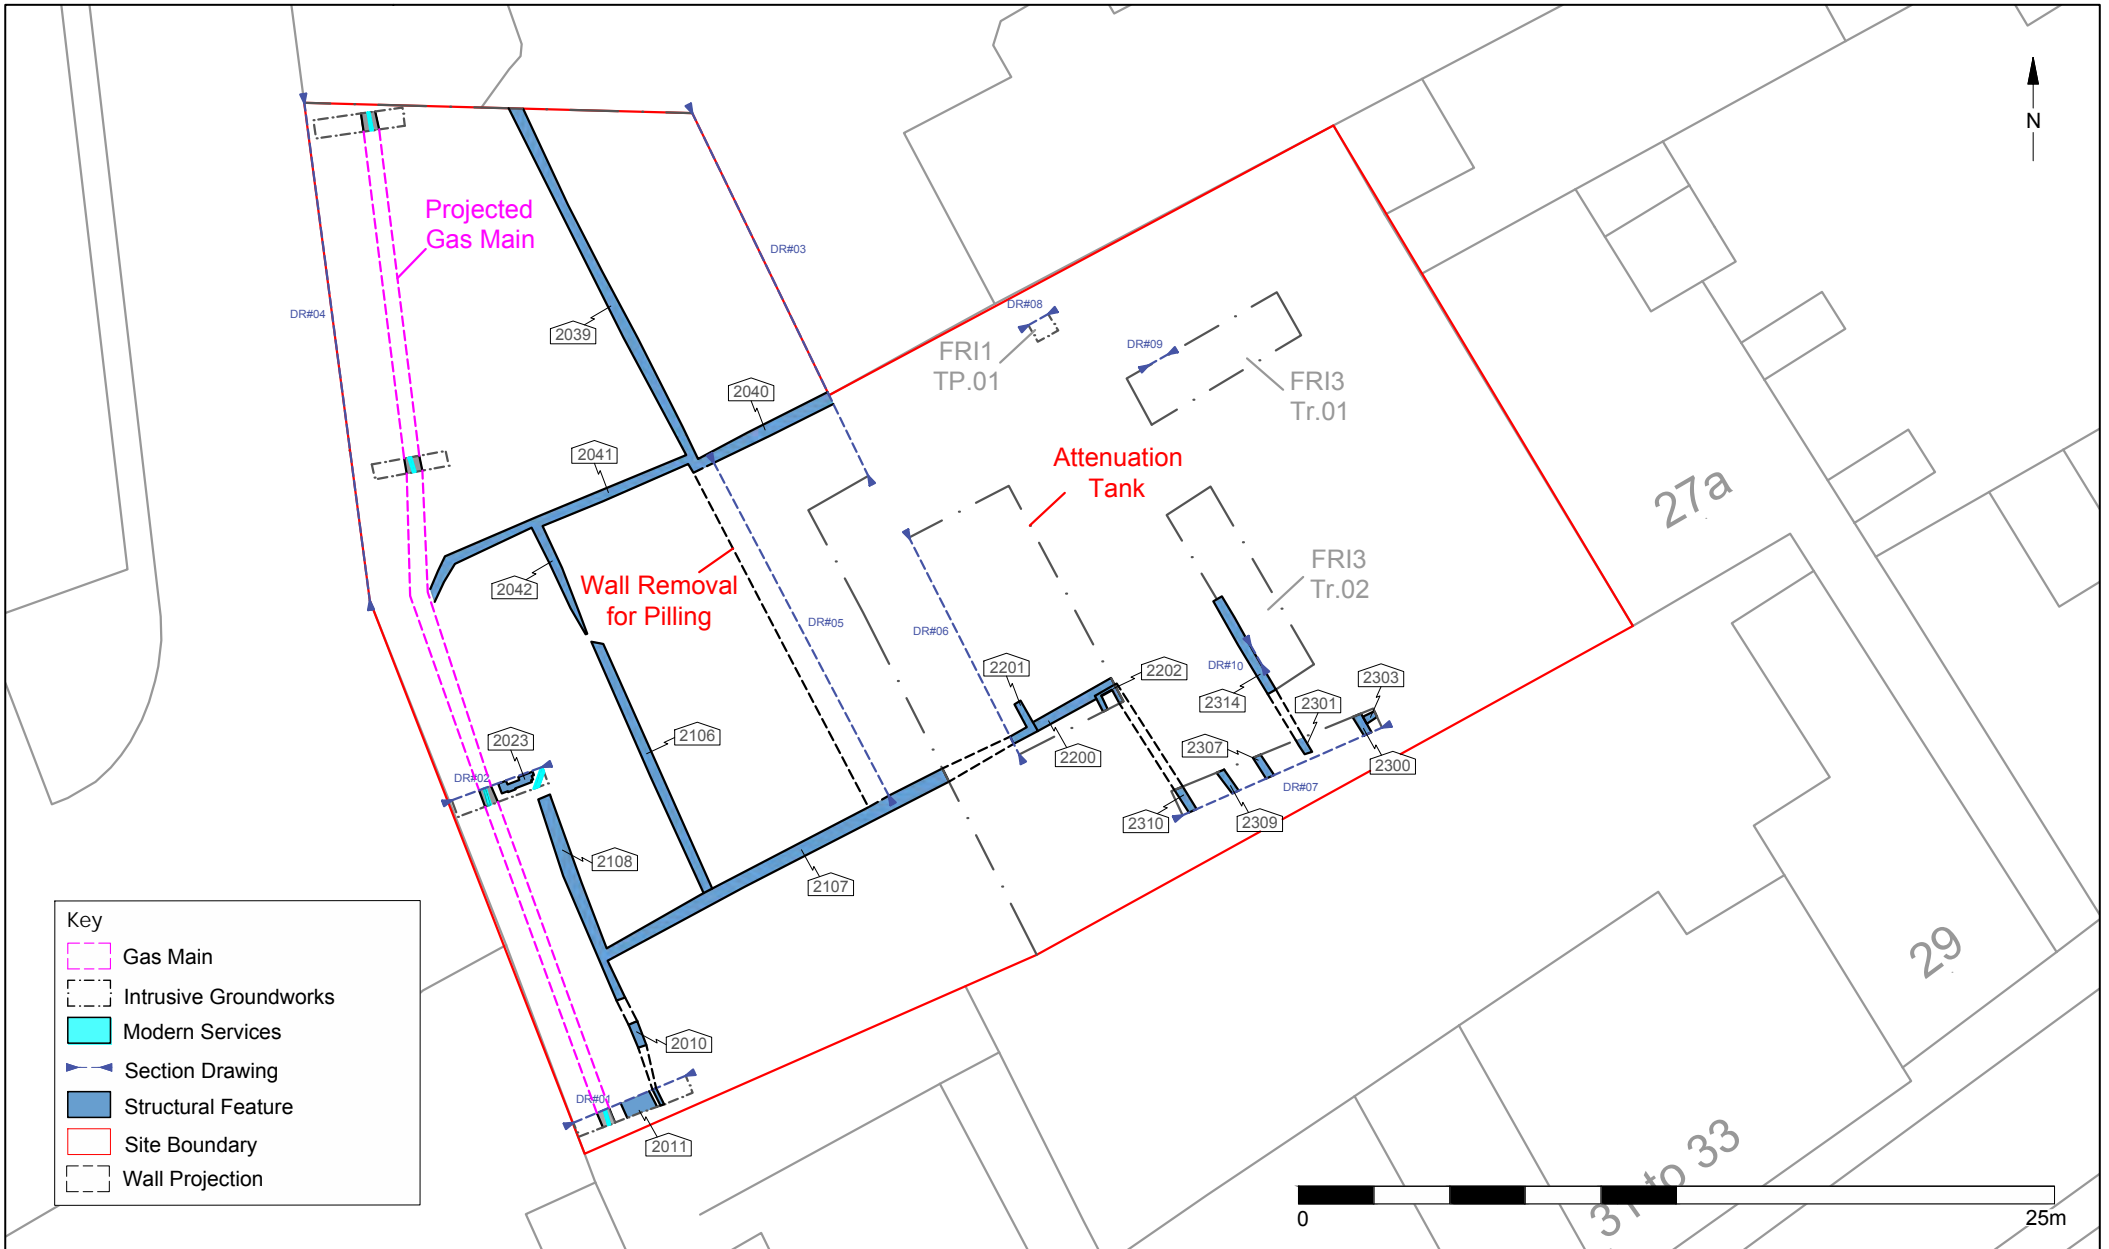 N
Projected
Gas Main
DR#03
DR#04
2039
DR#08
FRI1
TP.01
DR#09
FRI3
Tr.01
2040
2041
Attenuation
Tank
27a
2042
Wall Removal
for Pilling
FRI3
Tr.02
DR#05
DR#06
2201
2202
DR#10
2314
2301
2303
2106
2023
DR#02
2200
2307
2300
DR#07
2310
2309
2108
2107
29
Key
Gas Main
Intrusive Groundworks
Modern Services
Section Drawing
Structural Feature
Site Boundary
Wall Projection
2010
DR#01
2011
31 to 33
0
25m